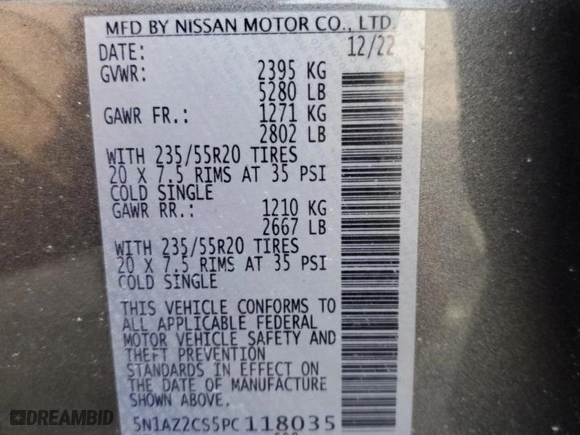 MFD BY NISSAN MOTOR CO., LTD.
DATE: 12/22
GVWR: 2395 KG
5280 LB
GAWR FR.: 1271 KG
2802 LB
WITH 235/55R20 TIRES
20 X 7.5 RIMS AT 35 PSI
COLD SINGLE
GAWR RR.: 1210 KG
2667 LB
WITH 235/55R20 TIRES
20 X 7.5 RIMS AT 35 PSI
COLD SINGLE
THIS VEHICLE CONFORMS TO
ALL APPLICABLE FEDERAL
MOTOR VEHICLE SAFETY AND
THEFT PREVENTION
STANDARDS IN EFFECT ON
THE DATE OF MANUFACTURE
SHOWN ABOVE.
5N1AZ2CS5PC118035
DREAMBID